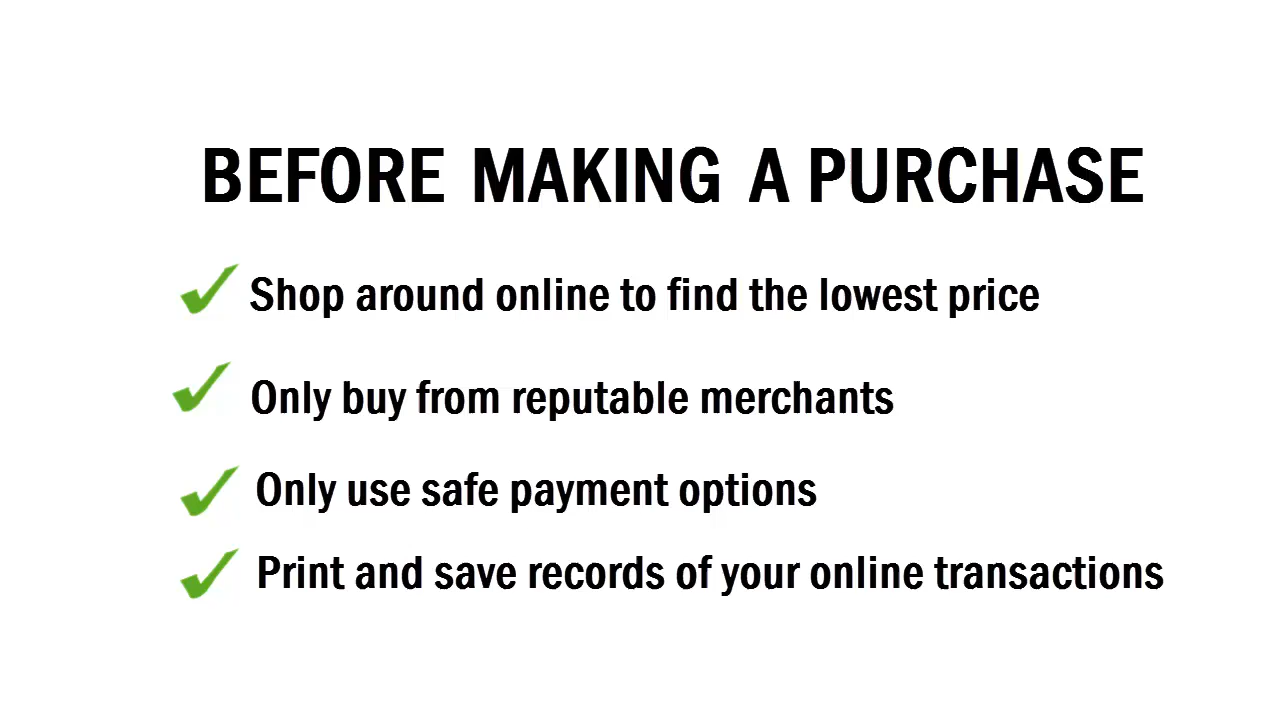 BEFORE MAKING A PURCHASE
Shop around online to find the lowest price
Only buy from reputable merchants
Only use safe payment options
Print and save records of your online transactions